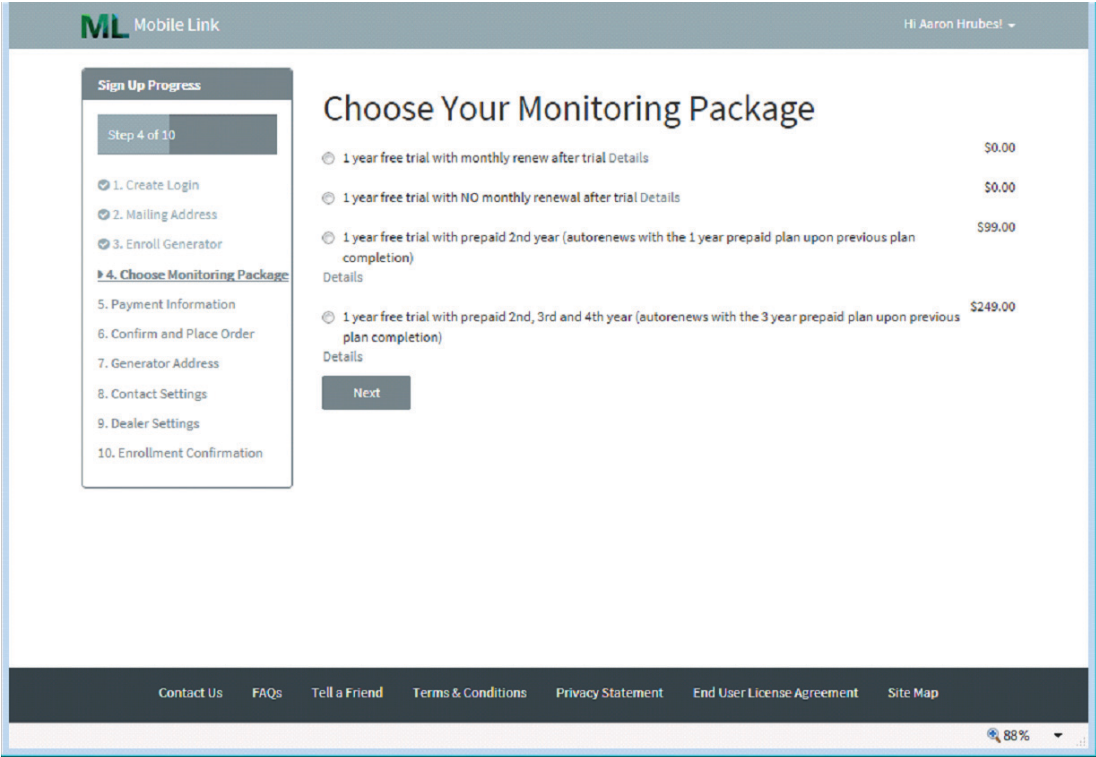 ML Mobile Link
Hi Aaron Hrubes!
Sign Up Progress
Step 4 of 10
1. Create Login
2. Mailing Address
3. Enroll Generator
4. Choose Monitoring Package
5. Payment Information
6. Confirm and Place Order
7. Generator Address
8. Contact Settings
9. Dealer Settings
10. Enrollment Confirmation
Choose Your Monitoring Package
1 year free trial with monthly renew after trial Details
$0.00
1 year free trial with NO monthly renewal after trial Details
$0.00
1 year free trial with prepaid 2nd year (autorenews with the 1 year prepaid plan upon previous plan
completion)
$99.00
Details
1 year free trial with prepaid 2nd, 3rd and 4th year (autorenews with the 3 year prepaid plan upon previous
plan completion)
$249.00
Details
Next
Contact Us FAQs Tell a Friend Terms & Conditions Privacy Statement End User License Agreement Site Map
88%